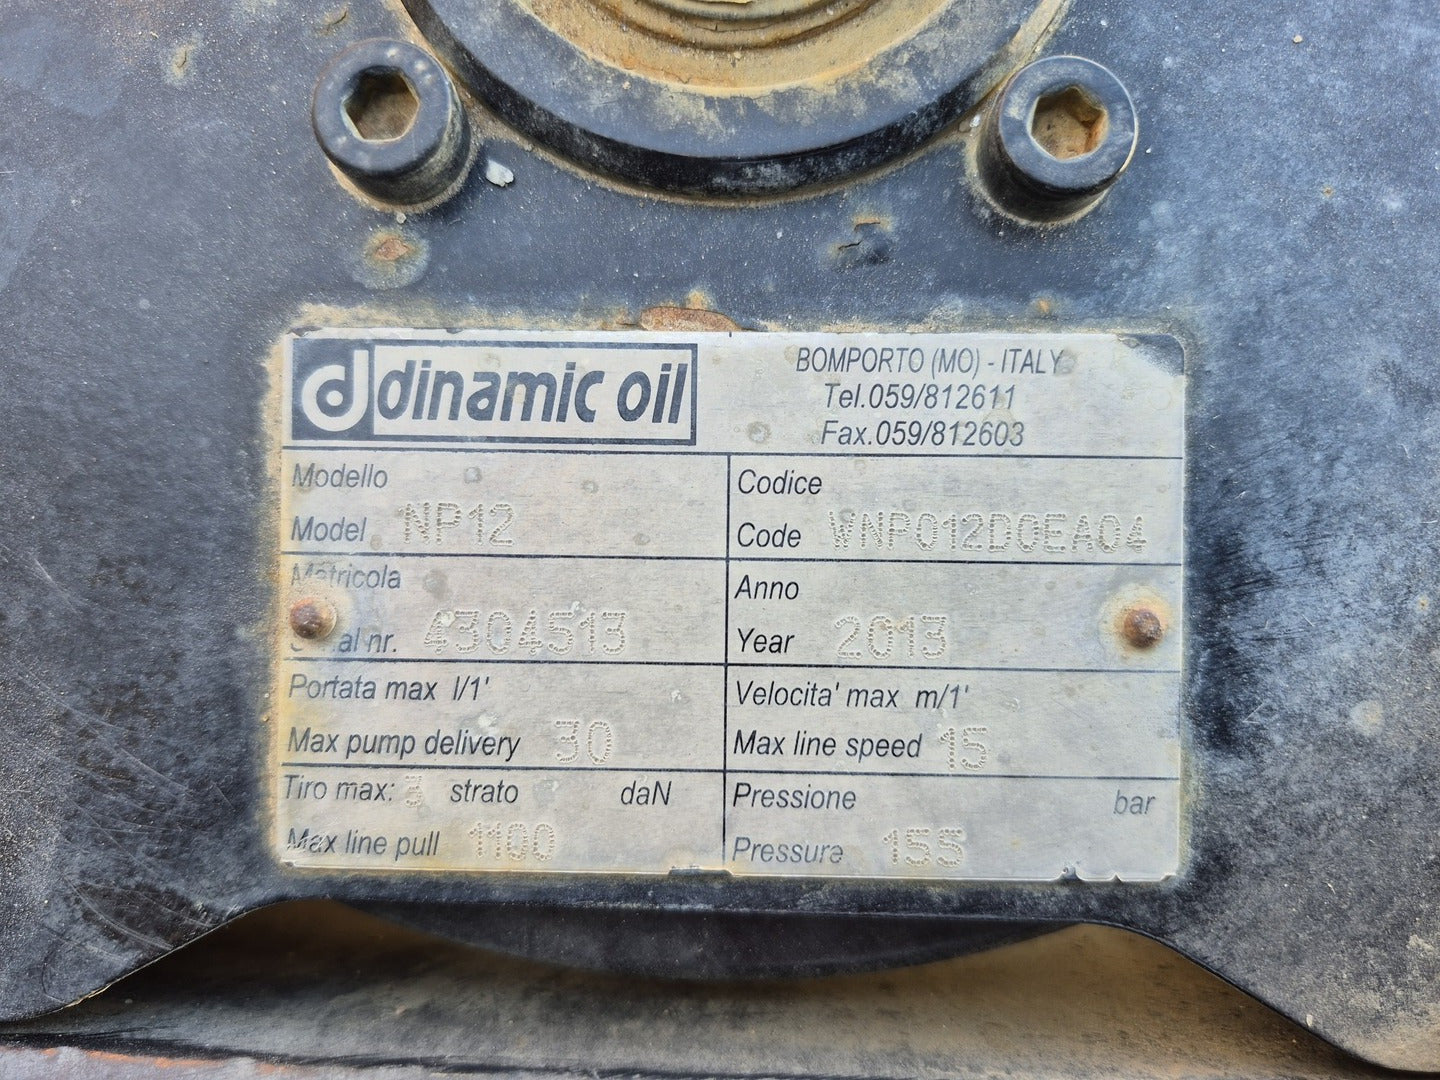 d dinamic oil
BOMPORTO (MO) - ITALY
Tel.059/812611
Fax.059/812603
Modello
Model NP12
Codice
Code WNP012D0EA04
Matricola
nr. 4304513
Anno
Year 2013
Portata max l/1'
Max pump delivery 30
Velocita' max m/1'
Max line speed 15
Tiro max: 3 strato daN
Max line pull 1100
Pressione bar
Pressure 155